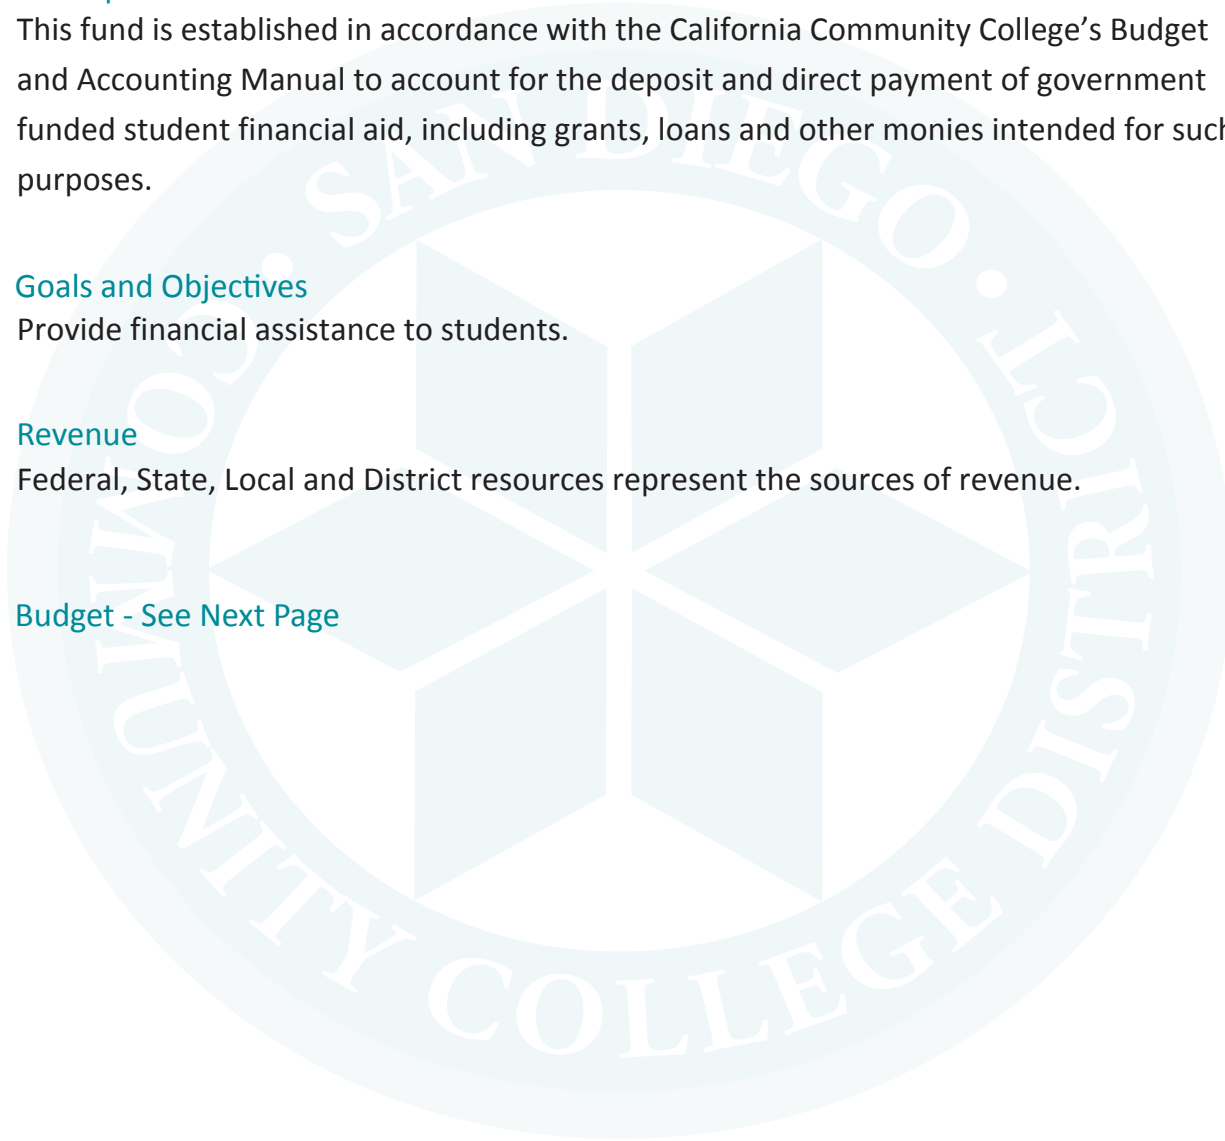 This fund is established in accordance with the California Community College’s Budget
and Accounting Manual to account for the deposit and direct payment of government
funded student financial aid, including grants, loans and other monies intended for such
purposes.
Goals and Objectives
Provide financial assistance to students.
Revenue
Federal, State, Local and District resources represent the sources of revenue.
Budget - See Next Page
SAN DIEGO • COMMUNITY COLLEGE DISTRICT •